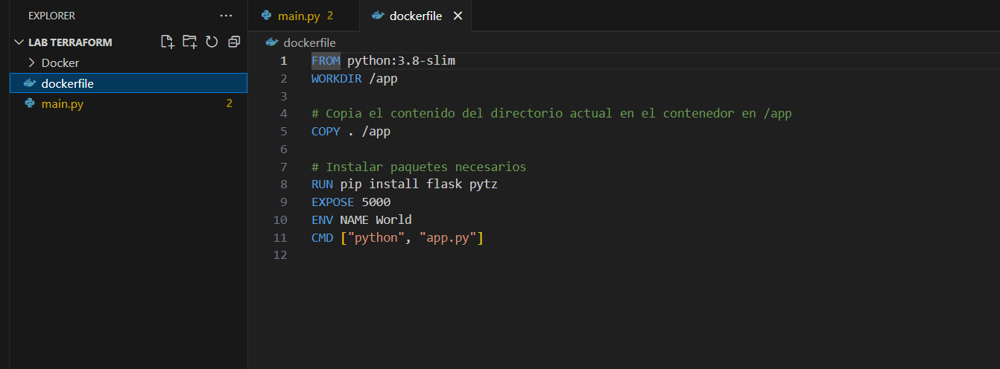 EXPLORER
LAB TERRAFORM
Docker
dockerfile
main.py 2
main.py 2
dockerfile
dockerfile
1 FROM python:3.8-slim
2 WORKDIR /app
3
4 # Copia el contenido del directorio actual en el contenedor en /app
5 COPY . /app
6
7 # Instalar paquetes necesarios
8 RUN pip install flask pytz
9 EXPOSE 5000
10 ENV NAME World
11 CMD ["python", "app.py"]
12